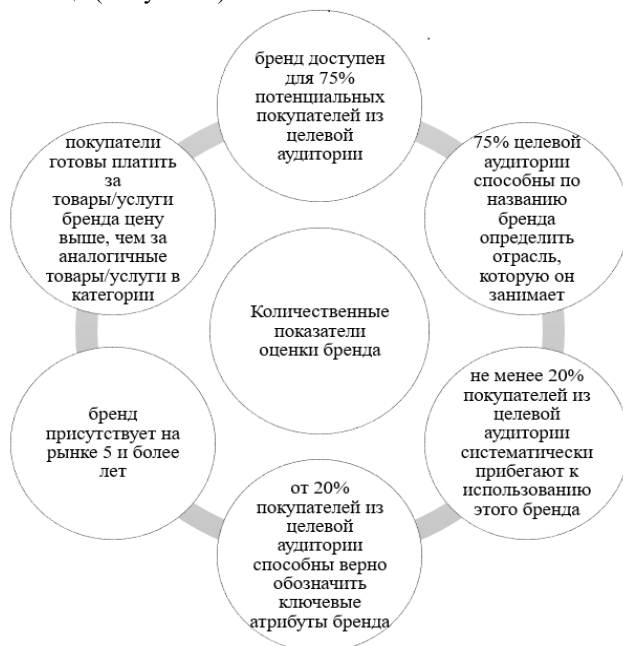 бренд доступен
для 75%
потенциальных
покупателей из
целевой
аудитории
75% целевой
аудитории
способны по
названию
бренда
определить
отрасль,
которую он
занимает
не менее 20%
покупателей из
целевой
аудитории
систематически
прибегают к
использованию
этого бренда
от 20%
покупателей из
целевой
аудитории
способны верно
обозначить
ключевые
атрибуты бренда
бренд
присутствует на
рынке 5 и более
лет
покупатели
готовы платить
за
товары/услуги
бренда цену
выше, чем за
аналогичные
товары/услуги в
категории
Количественные
показатели
оценки бренда